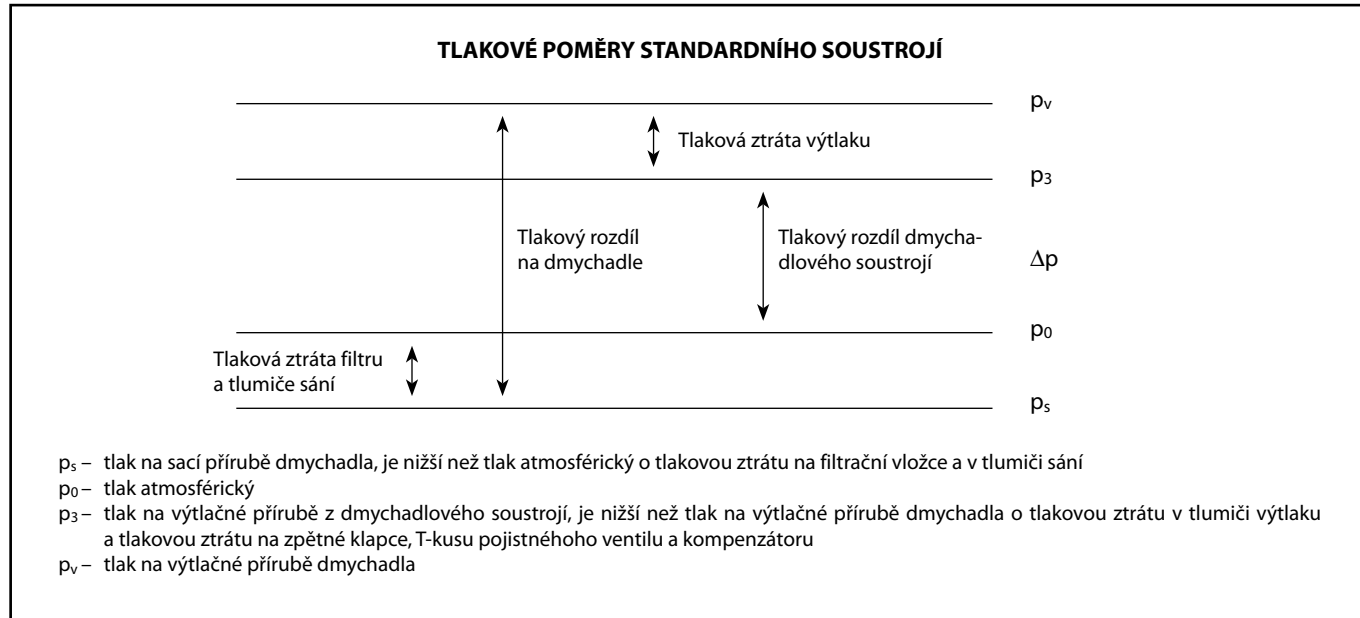 TLAKOVÉ POMĚRY STANDARDNÍHO SOUSTROJÍ
pv
Tlaková ztráta výtlaku
p3
Tlakový rozdíl
na dmychadle
Tlakový rozdíl dmycha-
dlového soustrojí
Δp
p0
Tlaková ztráta filtru
a tlumiče sání
ps
ps – tlak na sací přírubě dmychadla, je nižší než tlak atmosférický o tlakovou ztrátu na filtrační vložce a v tlumiči sání
p0 – tlak atmosférický
p3 – tlak na výtlačné přírubě z dmychadlového soustrojí, je nižší než tlak na výtlačné přírubě dmychadla o tlakovou ztrátu v tlumiči výtlaku
a tlakovou ztrátu na zpětné klapce, T-kusu pojistnéhoho ventilu a kompenzátoru
pv – tlak na výtlačné přírubě dmychadla